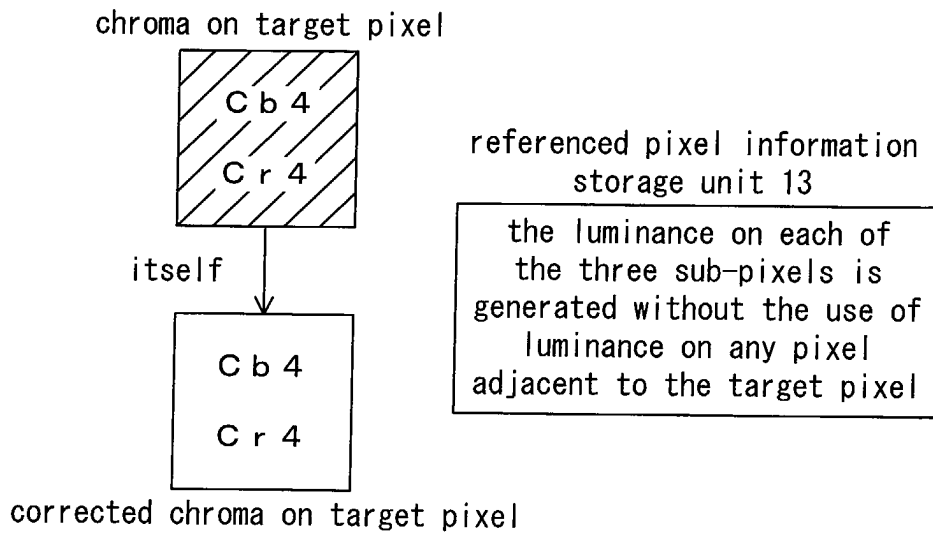 chroma on target pixel
Cb4
Cr4
itself
Cb4
Cr4
corrected chroma on target pixel
referenced pixel information
storage unit 13
the luminance on each of
the three sub-pixels is
generated without the use of
luminance on any pixel
adjacent to the target pixel